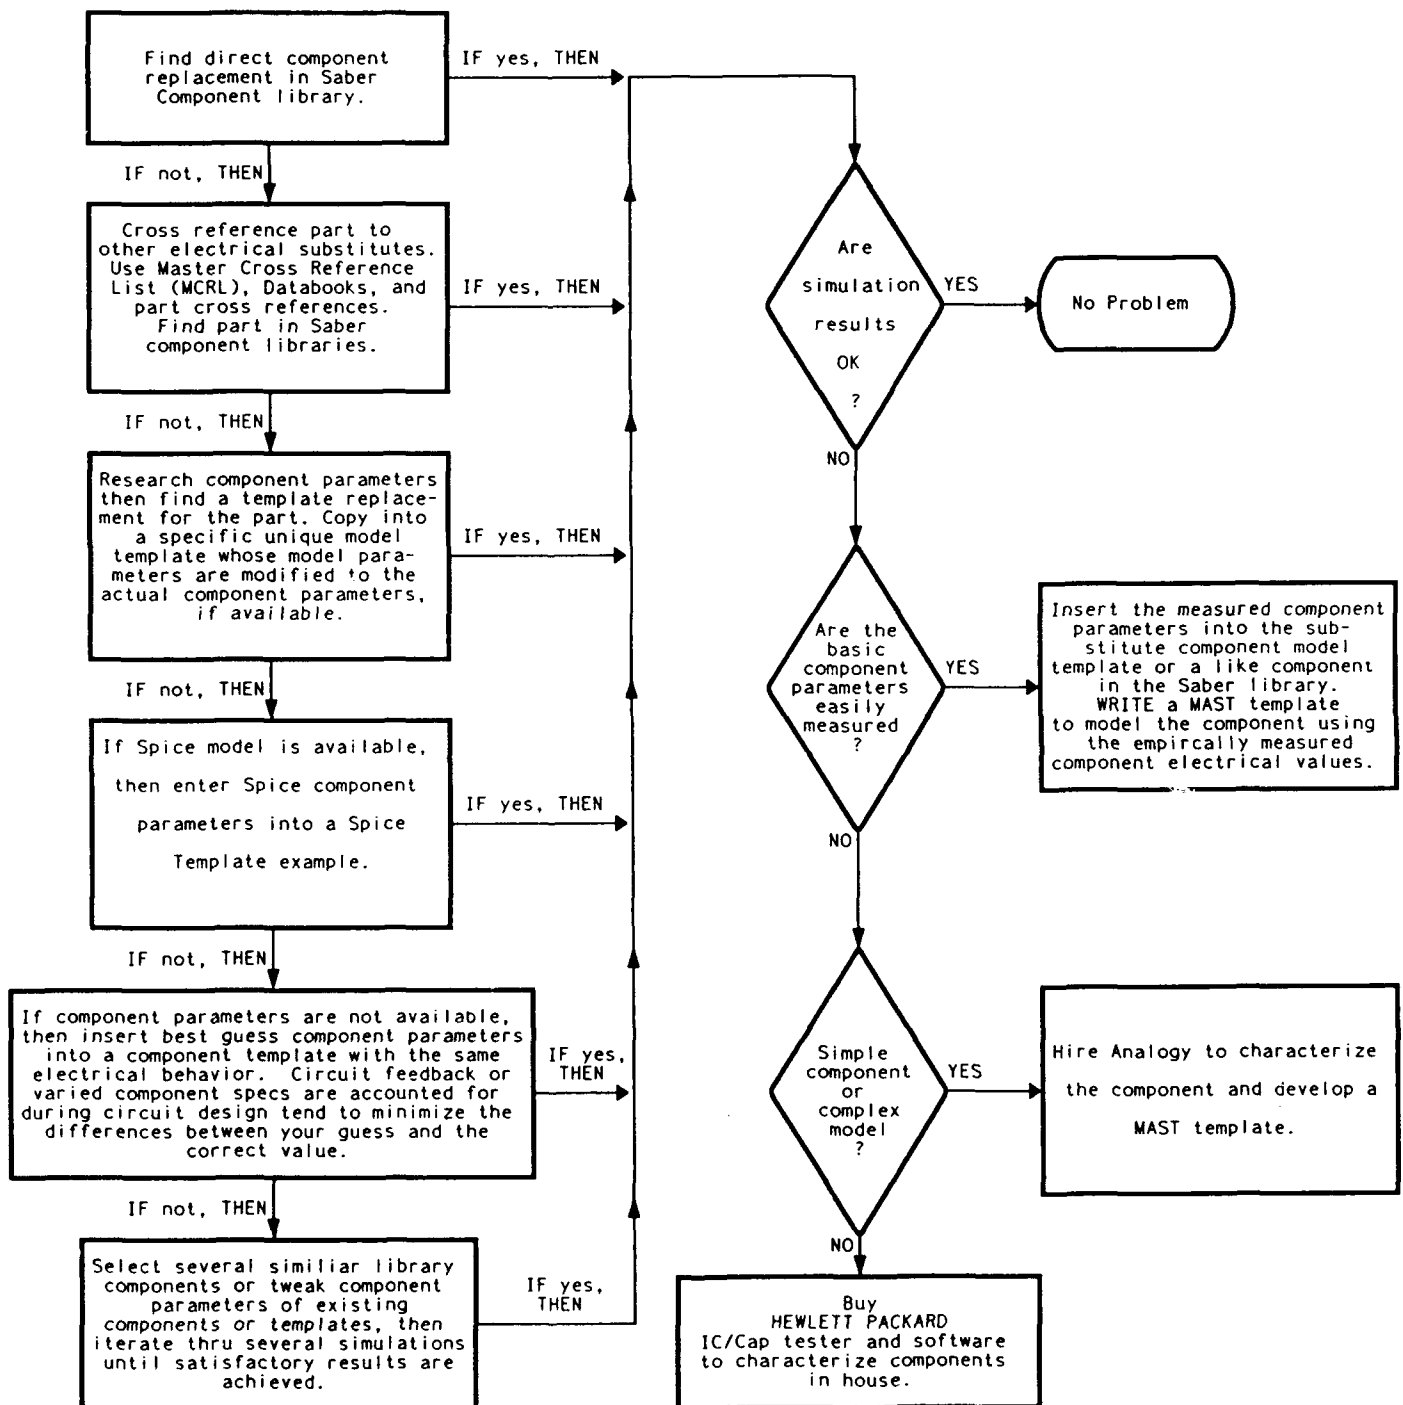 Find direct component
replacement in Saber
Component library.
IF yes, THEN
IF not, THEN
Cross reference part to
other electrical substitutes.
Use Master Cross Reference
List (MCRL), Databooks, and
part cross references.
Find part in Saber
component libraries.
IF yes, THEN
IF not, THEN
Research component parameters
then find a template replace-
ment for the part. Copy into
a specific unique model
template whose model para-
meters are modified to the
actual component parameters,
if available.
IF yes, THEN
IF not, THEN
If Spice model is available,
then enter Spice component
parameters into a Spice
Template example.
IF yes, THEN
IF not, THEN
If component parameters are not available,
then insert best guess component parameters
into a component template with the same
electrical behavior. Circuit feedback or
varied component specs are accounted for
during circuit design tend to minimize the
differences between your guess and the
correct value.
IF yes,
THEN
IF not, THEN
Select several similiar library
components or tweak component
parameters of existing
components or templates, then
iterate thru several simulations
until satisfactory results are
achieved.
IF yes,
THEN
Are
simulation
results
OK
?
YES
No Problem
NO
Are the
basic
component
parameters
easily
measured
?
YES
Insert the measured component
parameters into the sub-
stitute component model
template or a like component
in the Saber library.
WRITE a MAST template
to model the component using
the empircally measured
component electrical values.
NO
Simple
component
or
complex
model
?
YES
Hire Analogy to characterize
the component and develop a
MAST template.
NO
Buy
HEWLETT PACKARD
IC/Cap tester and software
to characterize components
in house.